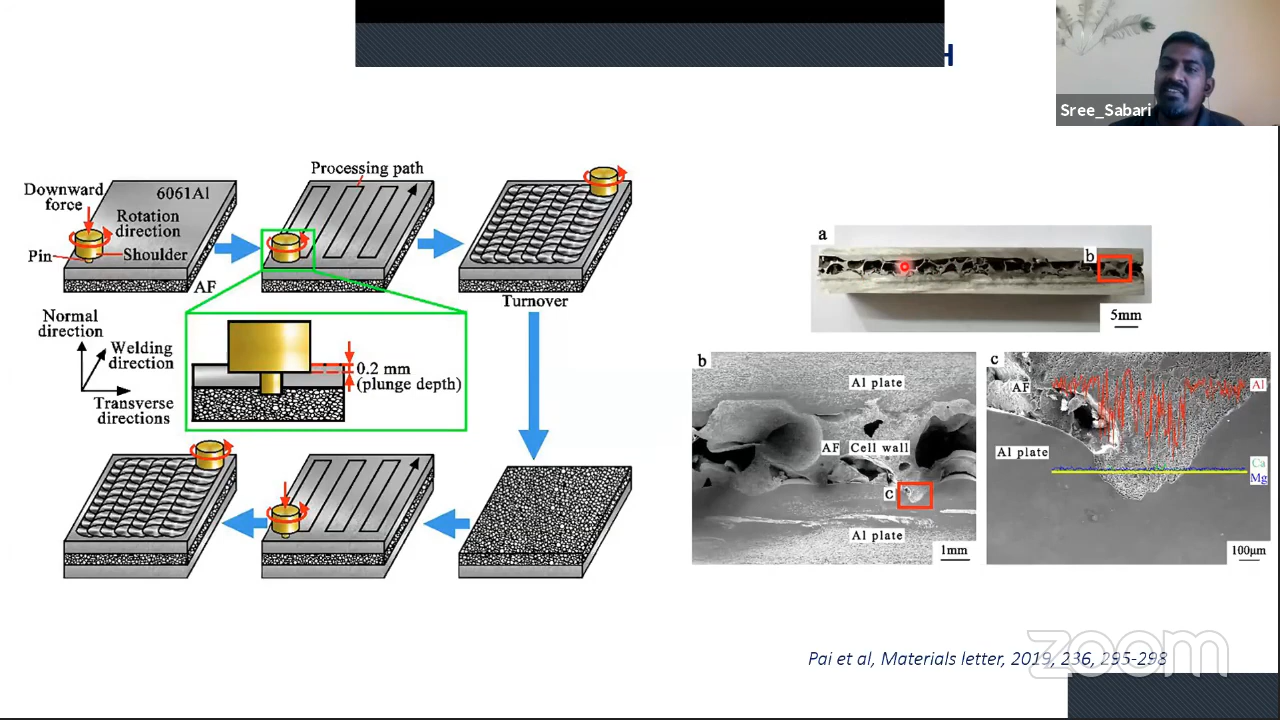 H
Sree_Sabari
Downward
force
6061Al
Rotation
direction
Pin
Shoulder
AF
Processing path
Turnover
Normal
direction
Welding
direction
Transverse
directions
0.2 mm
(plunge depth)
a
b
5mm
b
Al plate
AF
Cell wall
c
Al plate
1mm
c
AF
Al
Al plate
Ca
Mg
100μm
Pai et al, Materials letter, 2019, 236, 295-298
zoom